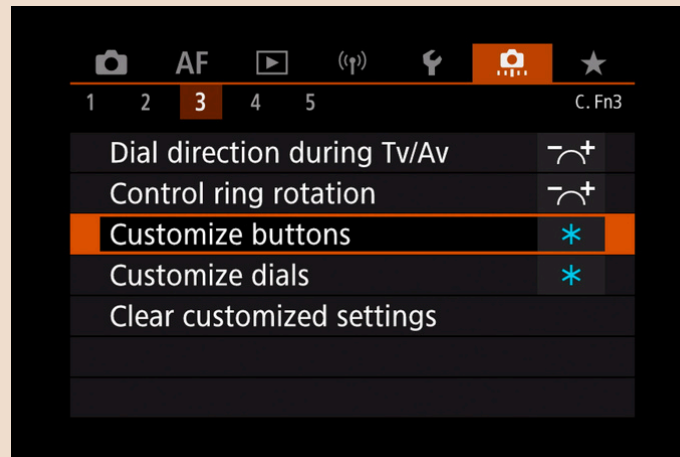 AF
1 2 3 4 5 C.Fn3
Dial direction during Tv/Av
Control ring rotation
Customize buttons
Customize dials
Clear customized settings